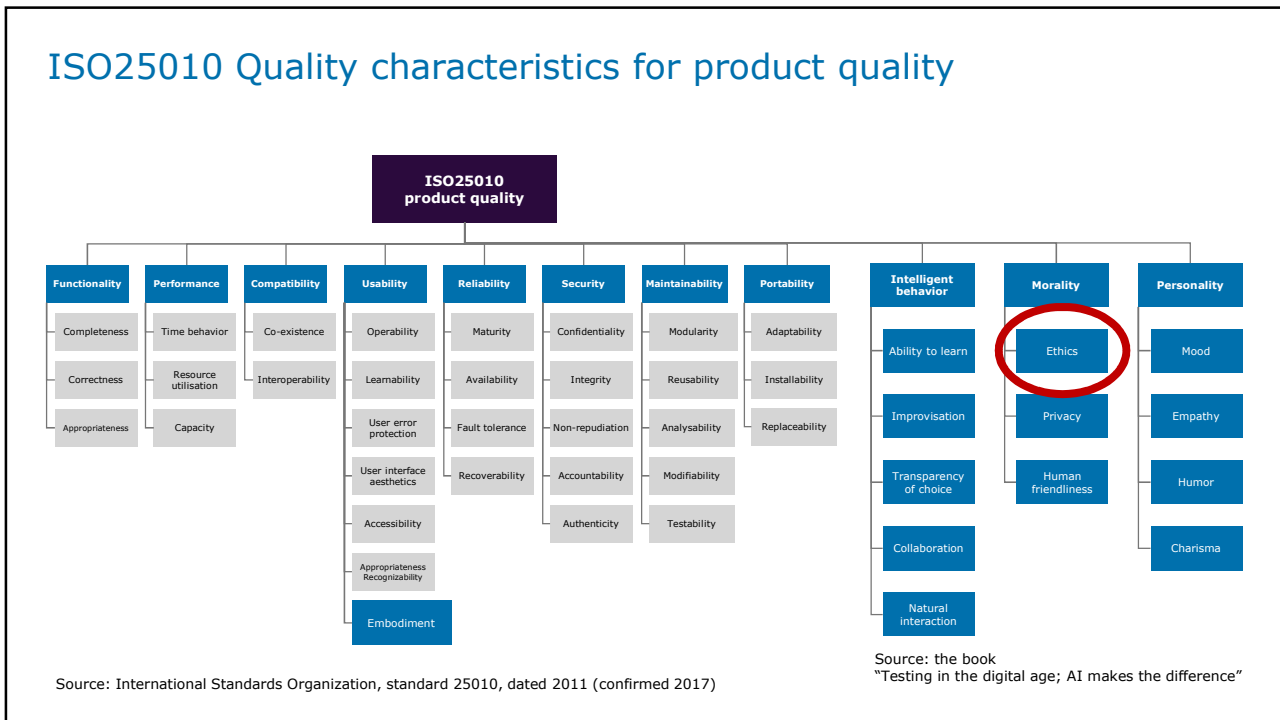 ISO25010 Quality characteristics for product quality
ISO25010
product quality
Functionality
Completeness
Correctness
Appropriateness
Performance
Time behavior
Resource
utilisation
Capacity
Compatibility
Co-existence
Interoperability
Usability
Operability
Learnability
User error
protection
User interface
aesthetics
Accessibility
Appropriateness
Recognizability
Embodiment
Reliability
Maturity
Availability
Fault tolerance
Recoverability
Security
Confidentiality
Integrity
Non-repudiation
Accountability
Authenticity
Maintainability
Modularity
Reusability
Analysability
Modifiability
Testability
Portability
Adaptability
Installability
Replaceability
Intelligent
behavior
Ability to learn
Improvisation
Transparency
of choice
Collaboration
Natural
interaction
Morality
Ethics
Privacy
Human
friendliness
Personality
Mood
Empathy
Humor
Charisma
Source: International Standards Organization, standard 25010, dated 2011 (confirmed 2017)
Source: the book
“Testing in the digital age; AI makes the difference”